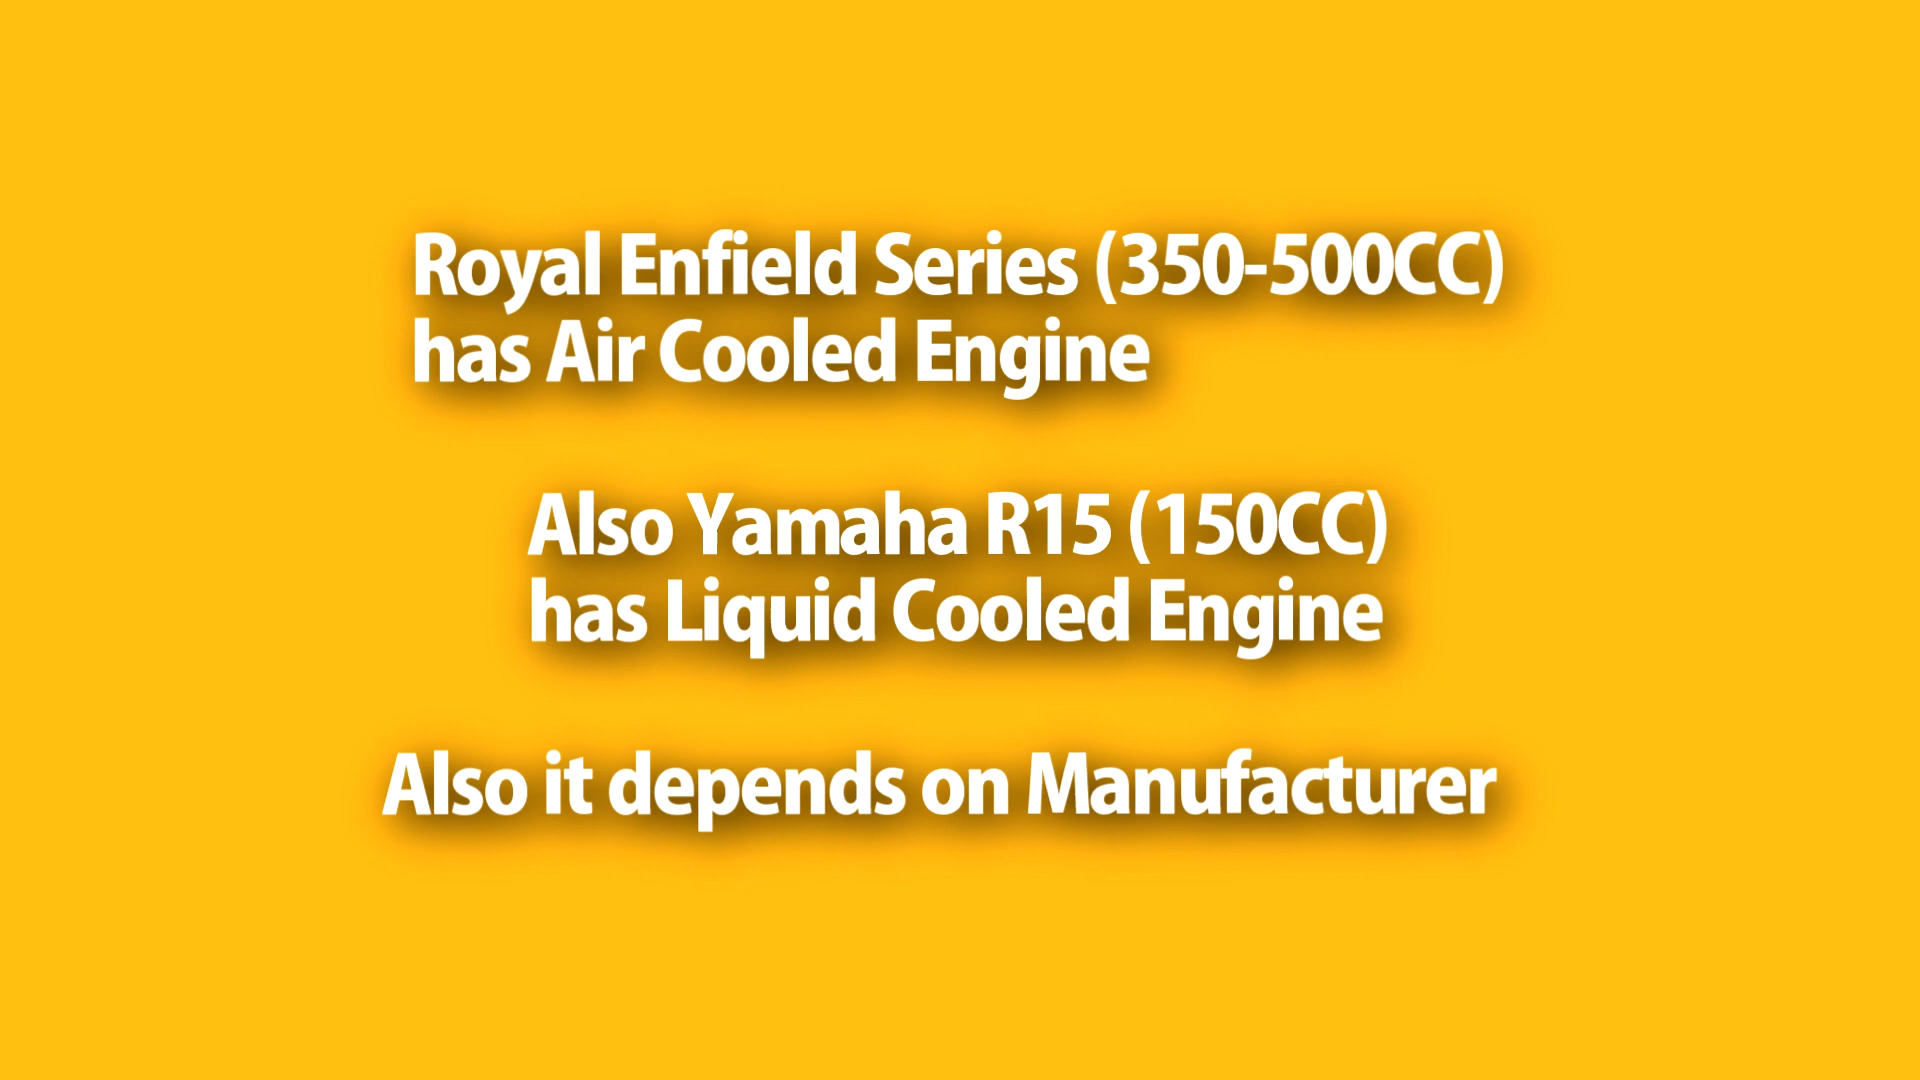 Royal Enfield Series (350-500CC)
has Air Cooled Engine
Also Yamaha R15 (150CC)
has Liquid Cooled Engine
Also it depends on Manufacturer